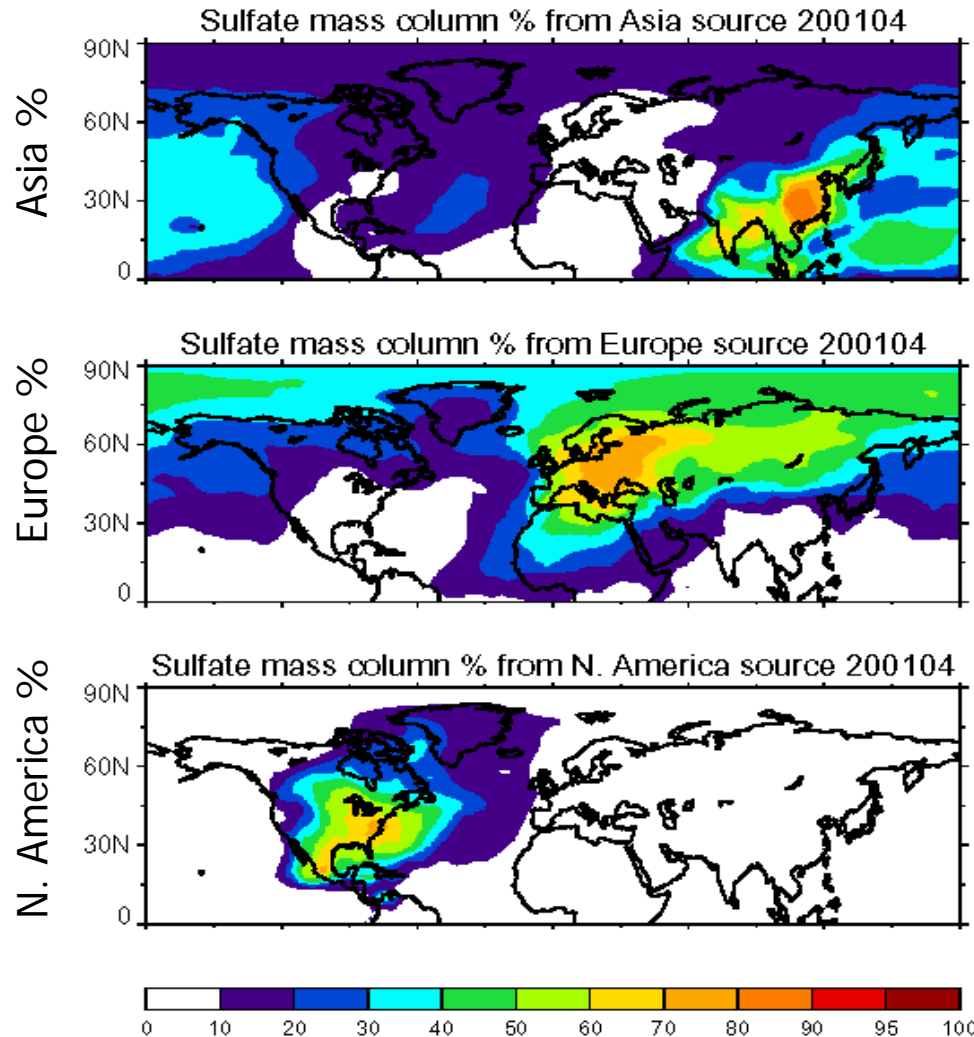 Sulfate mass column % from Asia source 200104
Asia %
90N
60N
30N
0
Sulfate mass column % from Europe source 200104
Europe %
90N
60N
30N
0
Sulfate mass column % from N. America source 200104
N. America %
90N
60N
30N
0
0 10 20 30 40 50 60 70 80 90 95 100